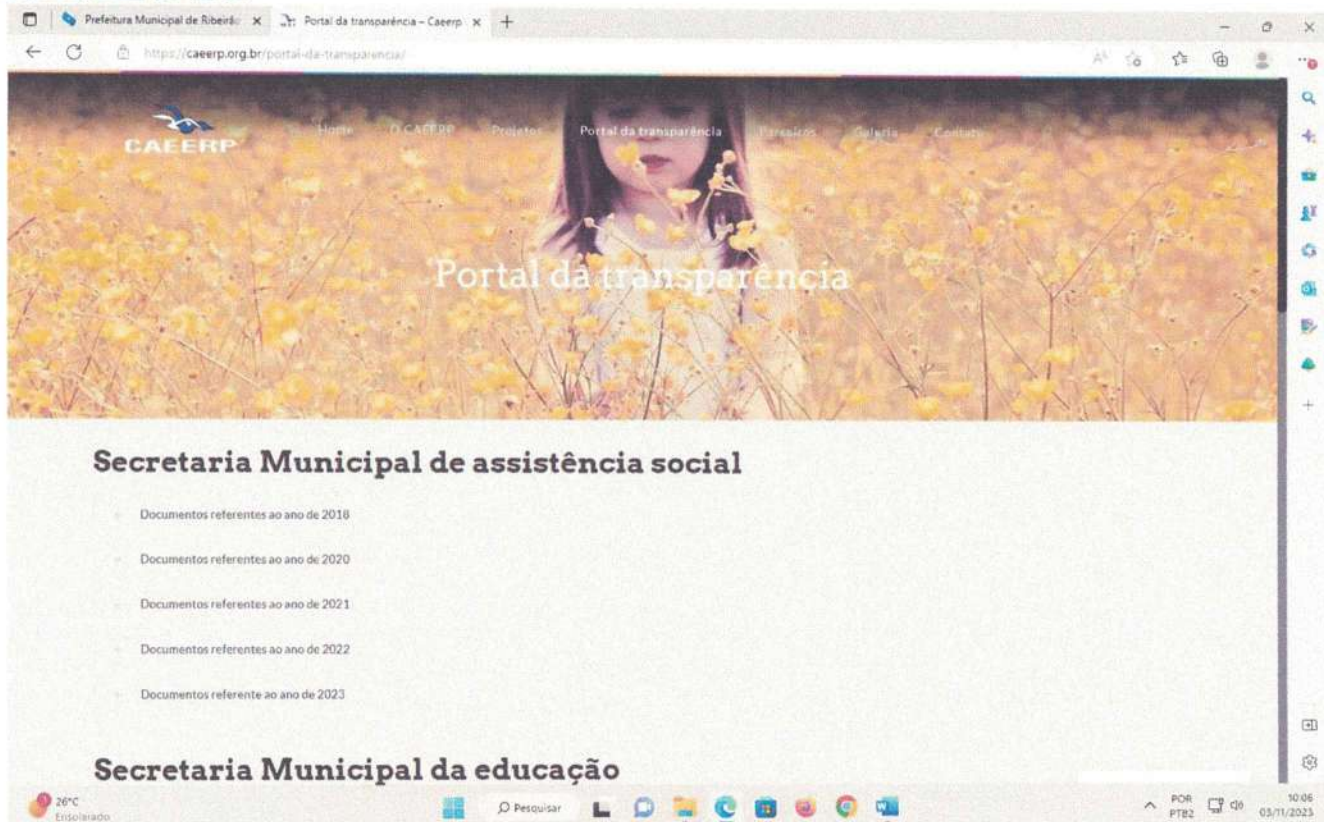 Prefeitura Municipal de Ribeirã
Portal da transparência – Caeerp
https://caeerp.org.br/portal-da-transparencia/
CAEERP
Home O CAEERP Projetos Portal da transparência Parceiros Galeria Contato
Portal da transparência
Secretaria Municipal de assistência social
Documentos referentes ao ano de 2018
Documentos referentes ao ano de 2020
Documentos referentes ao ano de 2021
Documentos referentes ao ano de 2022
Documentos referente ao ano de 2023
Secretaria Municipal da educação
26°C
Ensolarado
Pesquisar
POR
PTB2
10:06
03/11/2023